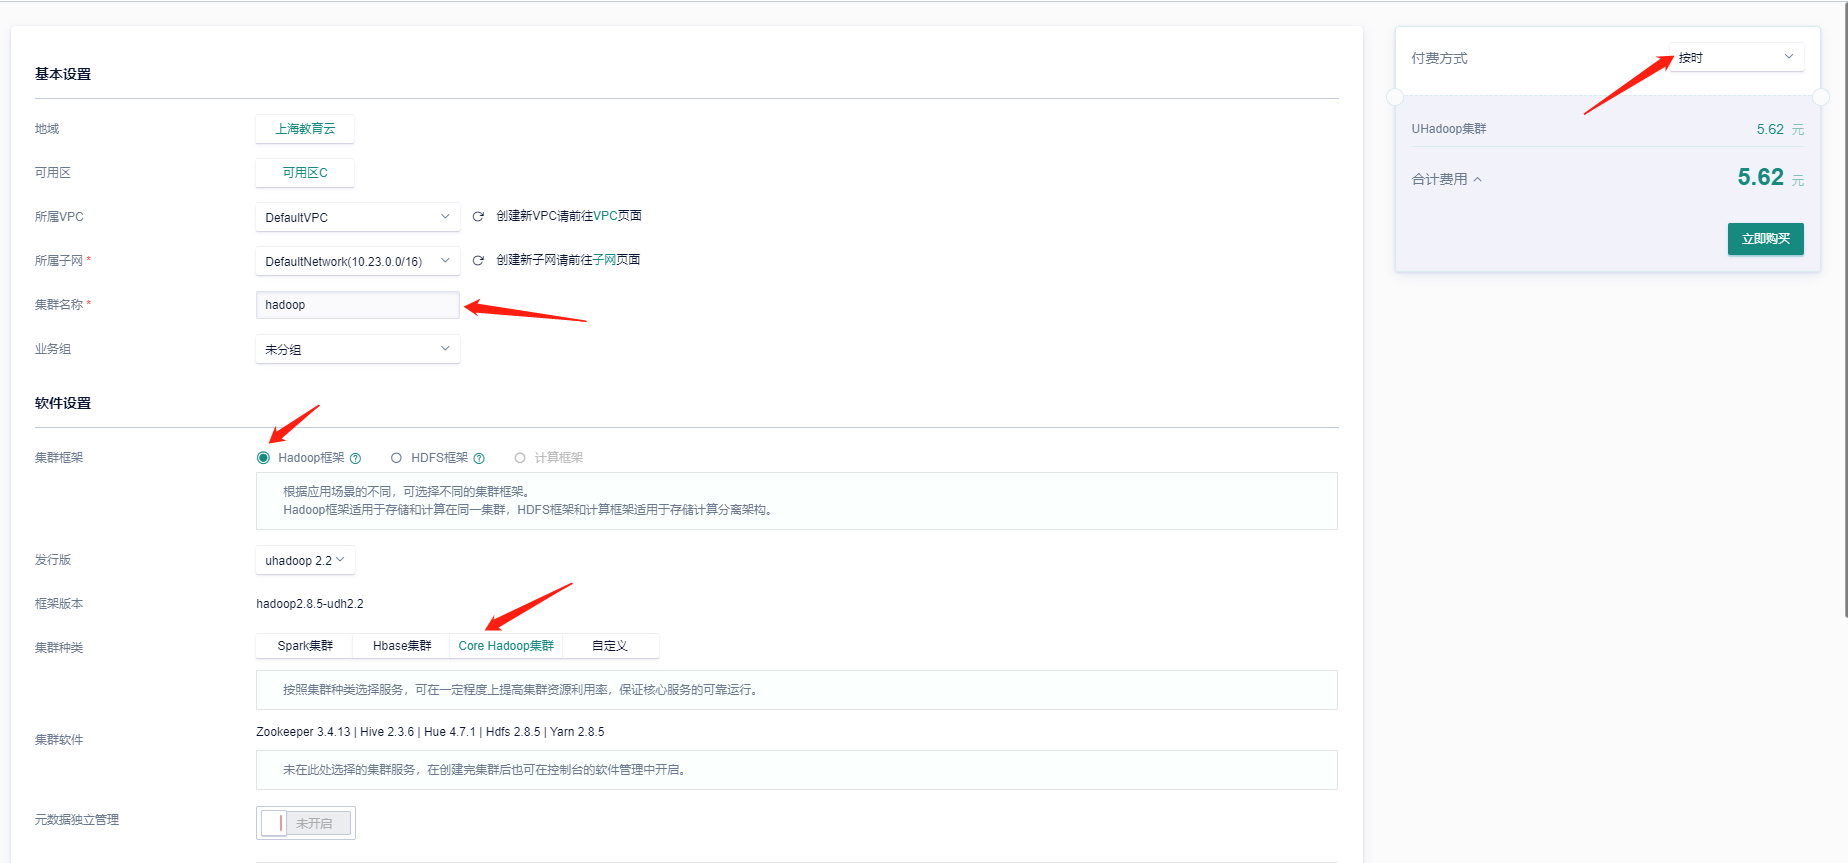 基本设置
地域
上海教育云
可用区
可用区C
所属VPC
DefaultVPC
创建新VPC请前往VPC页面
所属子网 *
DefaultNetwork(10.23.0.0/16)
创建新子网请前往子网页面
集群名称 *
hadoop
业务组
未分组
软件设置
集群框架
Hadoop框架
HDFS框架
计算框架
根据应用场景的不同，可选择不同的集群框架。
Hadoop框架适用于存储和计算在同一集群，HDFS框架和计算框架适用于存储计算分离架构。
发行版
uhadoop 2.2
框架版本
hadoop2.8.5-udh2.2
集群种类
Spark集群
Hbase集群
Core Hadoop集群
自定义
按照集群种类选择服务，可在一定程度上提高集群资源利用率，保证核心服务的可靠运行。
集群软件
Zookeeper 3.4.13 | Hive 2.3.6 | Hue 4.7.1 | Hdfs 2.8.5 | Yarn 2.8.5
未在此处选择的集群服务，在创建完集群后也可在控制台的软件管理中开启。
元数据独立管理
未开启
付费方式
按时
UHadoop集群
5.62 元
合计费用
5.62 元
立即购买